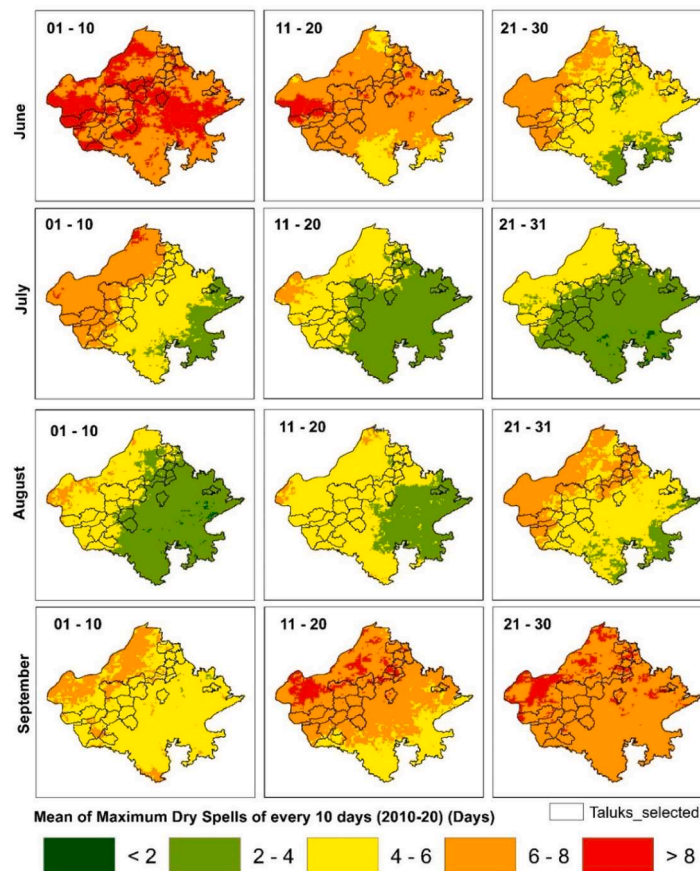 01 - 10
11 - 20
21 - 30
June
01 - 10
11 - 20
21 - 31
July
01 - 10
11 - 20
21 - 31
August
01 - 10
11 - 20
21 - 30
September
Mean of Maximum Dry Spells of every 10 days (2010-20) (Days)
Taluks_selected
< 2
2 - 4
4 - 6
6 - 8
> 8